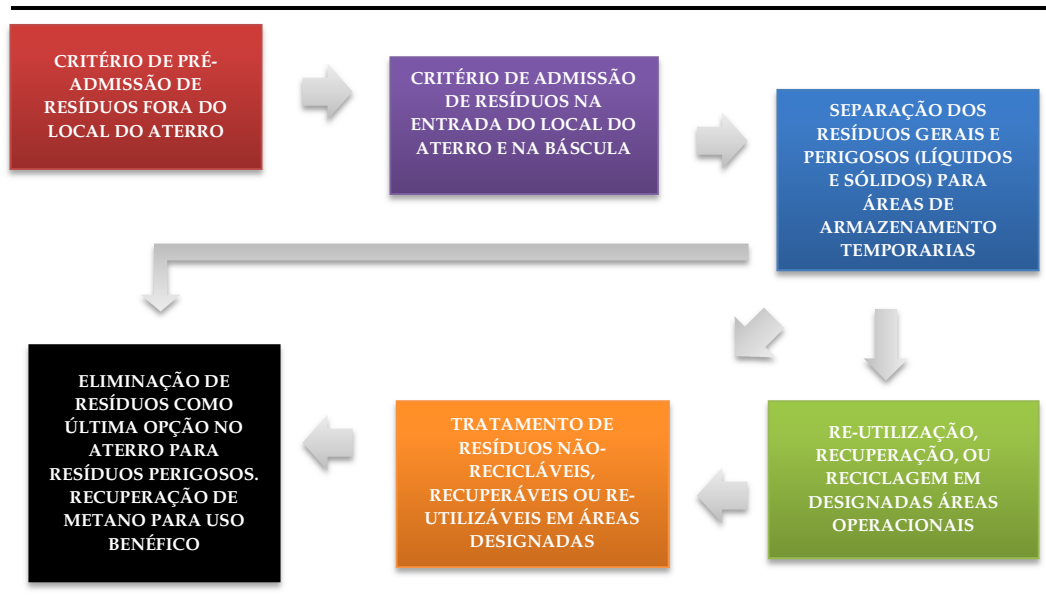 CRITÉRIO DE PRÉ-
ADMISSÃO DE
RESÍDUOS FORA DO
LOCAL DO ATERRO
CRITÉRIO DE ADMISSÃO
DE RESÍDUOS NA
ENTRADA DO LOCAL DO
ATERRO E NA BÁSCULA
SEPARAÇÃO DOS
RESÍDUOS GERAIS E
PERIGOSOS (LÍQUIDOS
E SÓLIDOS) PARA
ÁREAS DE
ARMAZENAMENTO
TEMPORARIAS
ELIMINAÇÃO DE
RESÍDUOS COMO
ÚLTIMA OPÇÃO NO
ATERRO PARA
RESÍDUOS PERIGOSOS.
RECUPERAÇÃO DE
METANO PARA USO
BENÉFICO
TRATAMENTO DE
RESÍDUOS NÃO-
RECICLÁVEIS,
RECUPERÁVEIS OU RE-
UTILIZÁVEIS EM ÁREAS
DESIGNADAS
RE-UTILIZAÇÃO,
RECUPERAÇÃO, OU
RECICLAGEM EM
DESIGNADAS ÁREAS
OPERACIONAIS